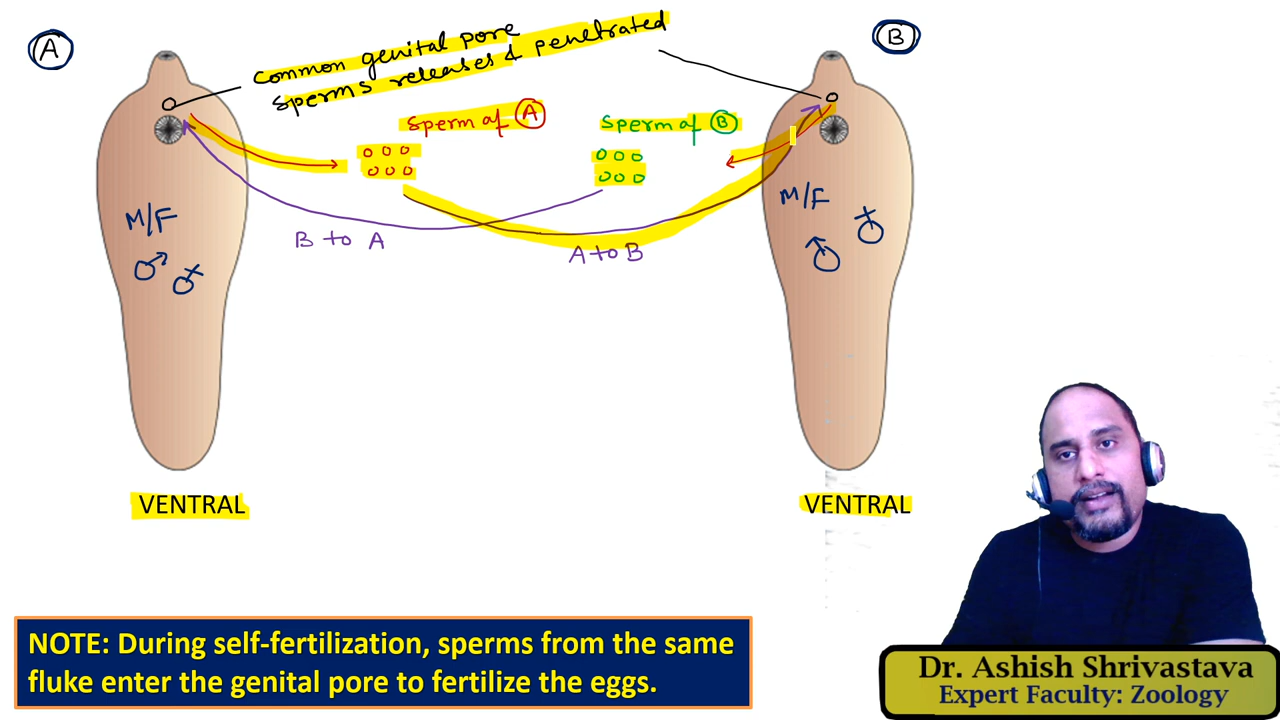 A
B
common genital pore
sperms releases & penetrated
sperm of A
sperm of B
M/F
M/F
B to A
A to B
VENTRAL
VENTRAL
NOTE: During self-fertilization, sperms from the same
fluke enter the genital pore to fertilize the eggs.
Dr. Ashish Shrivastava
Expert Faculty: Zoology